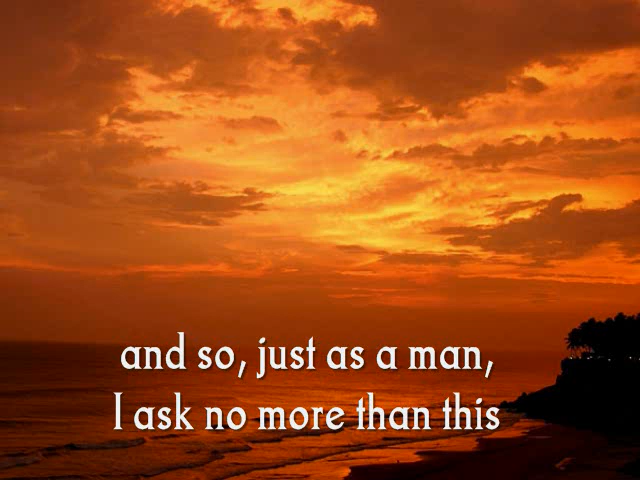 and so, just as a man,
I ask no more than this